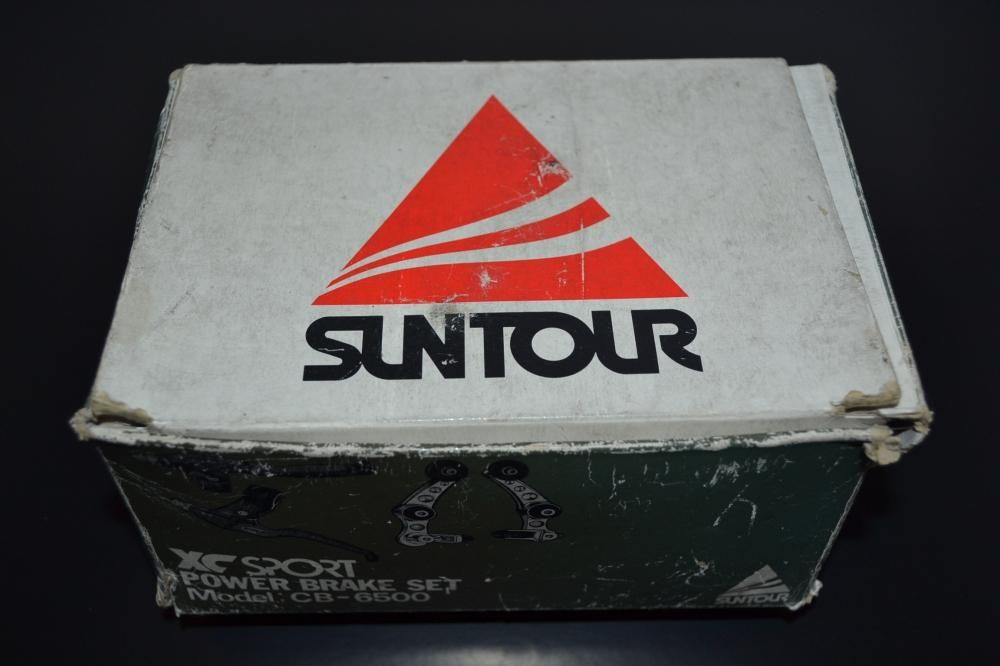 SUNTOUR
XC SPORT
POWER BRAKE SET
Model: CB-6500
SUNTOUR